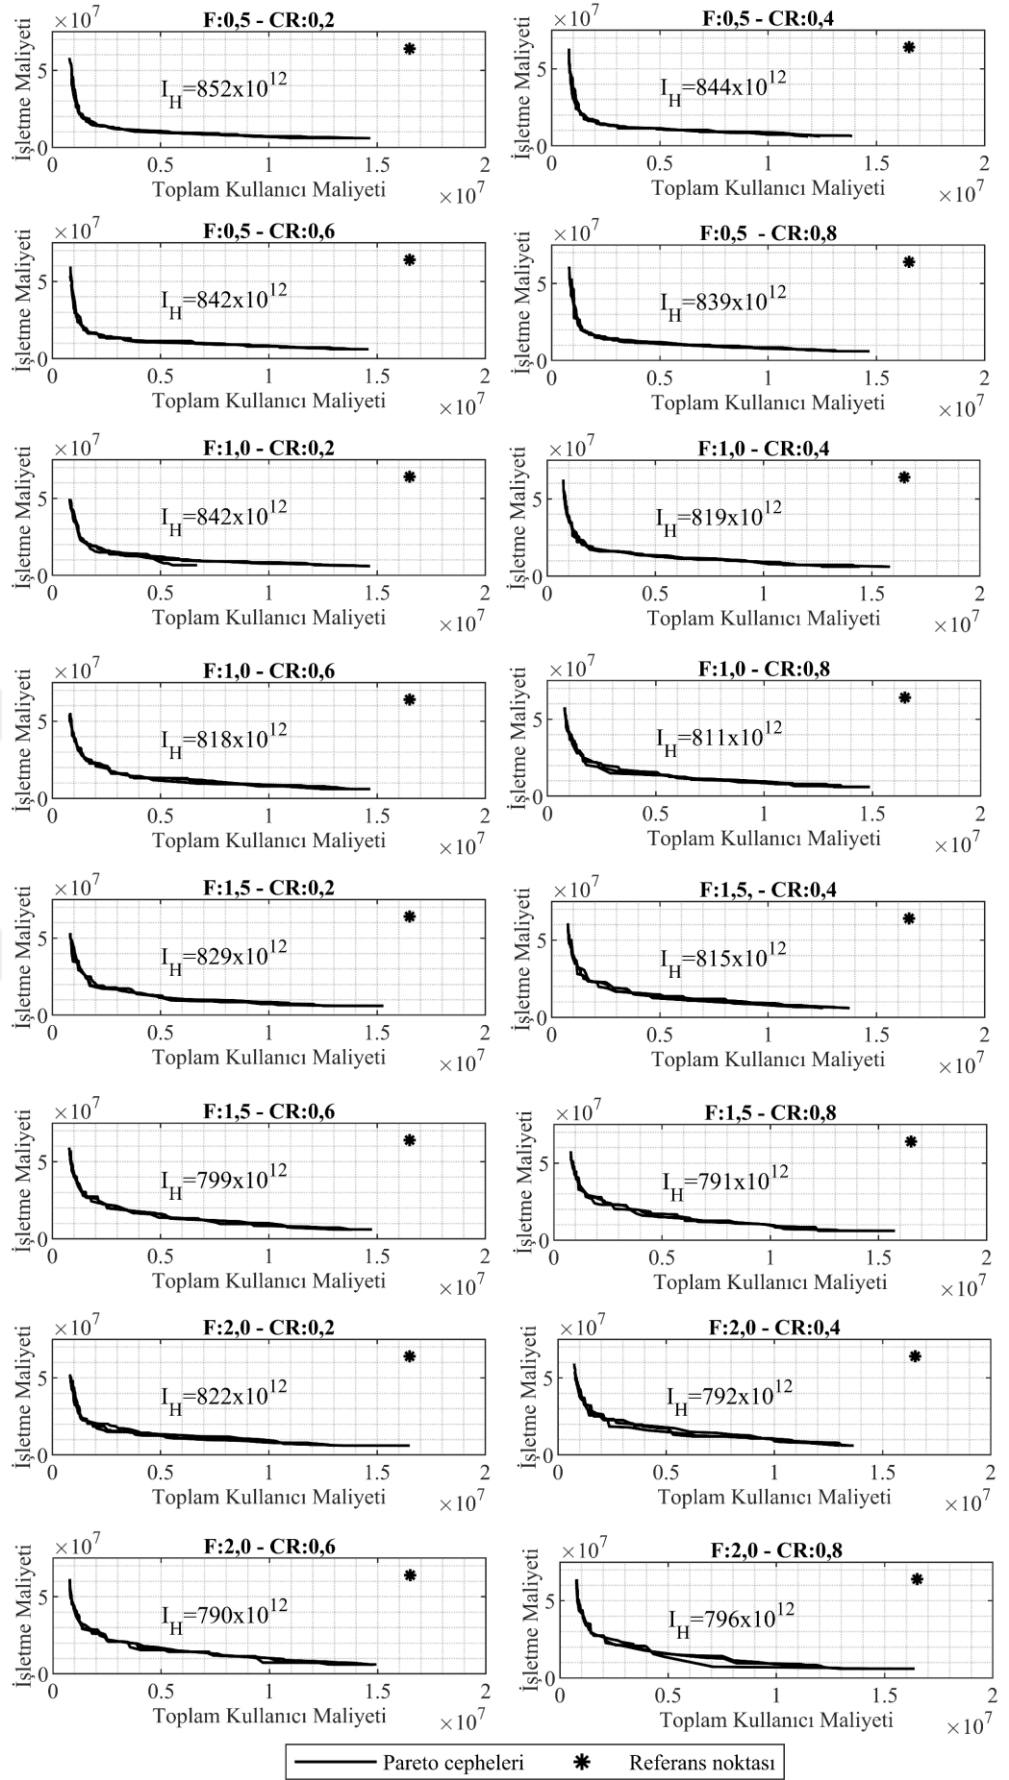 F:0,5 - CR:0,2
×10^7
İşletme Maliyeti
5
0
I_H=852x10^12
0 0.5 1 1.5 2
Toplam Kullanıcı Maliyeti
×10^7
F:0,5 - CR:0,4
×10^7
İşletme Maliyeti
5
0
I_H=844x10^12
0 0.5 1 1.5 2
Toplam Kullanıcı Maliyeti
×10^7
F:0,5 - CR:0,6
×10^7
İşletme Maliyeti
5
0
I_H=842x10^12
0 0.5 1 1.5 2
Toplam Kullanıcı Maliyeti
×10^7
F:0,5 - CR:0,8
×10^7
İşletme Maliyeti
5
0
I_H=839x10^12
0 0.5 1 1.5 2
Toplam Kullanıcı Maliyeti
×10^7
F:1,0 - CR:0,2
×10^7
İşletme Maliyeti
5
0
I_H=842x10^12
0 0.5 1 1.5 2
Toplam Kullanıcı Maliyeti
×10^7
F:1,0 - CR:0,4
×10^7
İşletme Maliyeti
5
0
I_H=819x10^12
0 0.5 1 1.5 2
Toplam Kullanıcı Maliyeti
×10^7
F:1,0 - CR:0,6
×10^7
İşletme Maliyeti
5
0
I_H=818x10^12
0 0.5 1 1.5 2
Toplam Kullanıcı Maliyeti
×10^7
F:1,0 - CR:0,8
×10^7
İşletme Maliyeti
5
0
I_H=811x10^12
0 0.5 1 1.5 2
Toplam Kullanıcı Maliyeti
×10^7
F:1,5 - CR:0,2
×10^7
İşletme Maliyeti
5
0
I_H=829x10^12
0 0.5 1 1.5 2
Toplam Kullanıcı Maliyeti
×10^7
F:1,5, - CR:0,4
×10^7
İşletme Maliyeti
5
0
I_H=815x10^12
0 0.5 1 1.5 2
Toplam Kullanıcı Maliyeti
×10^7
F:1,5 - CR:0,6
×10^7
İşletme Maliyeti
5
0
I_H=799x10^12
0 0.5 1 1.5 2
Toplam Kullanıcı Maliyeti
×10^7
F:1,5 - CR:0,8
×10^7
İşletme Maliyeti
5
0
I_H=791x10^12
0 0.5 1 1.5 2
Toplam Kullanıcı Maliyeti
×10^7
F:2,0 - CR:0,2
×10^7
İşletme Maliyeti
5
0
I_H=822x10^12
0 0.5 1 1.5 2
Toplam Kullanıcı Maliyeti
×10^7
F:2,0 - CR:0,4
×10^7
İşletme Maliyeti
5
0
I_H=792x10^12
0 0.5 1 1.5 2
Toplam Kullanıcı Maliyeti
×10^7
F:2,0 - CR:0,6
×10^7
İşletme Maliyeti
5
0
I_H=790x10^12
0 0.5 1 1.5 2
Toplam Kullanıcı Maliyeti
×10^7
F:2,0 - CR:0,8
×10^7
İşletme Maliyeti
5
0
I_H=796x10^12
0 0.5 1 1.5 2
Toplam Kullanıcı Maliyeti
×10^7
Pareto cepheleri Referans noktası